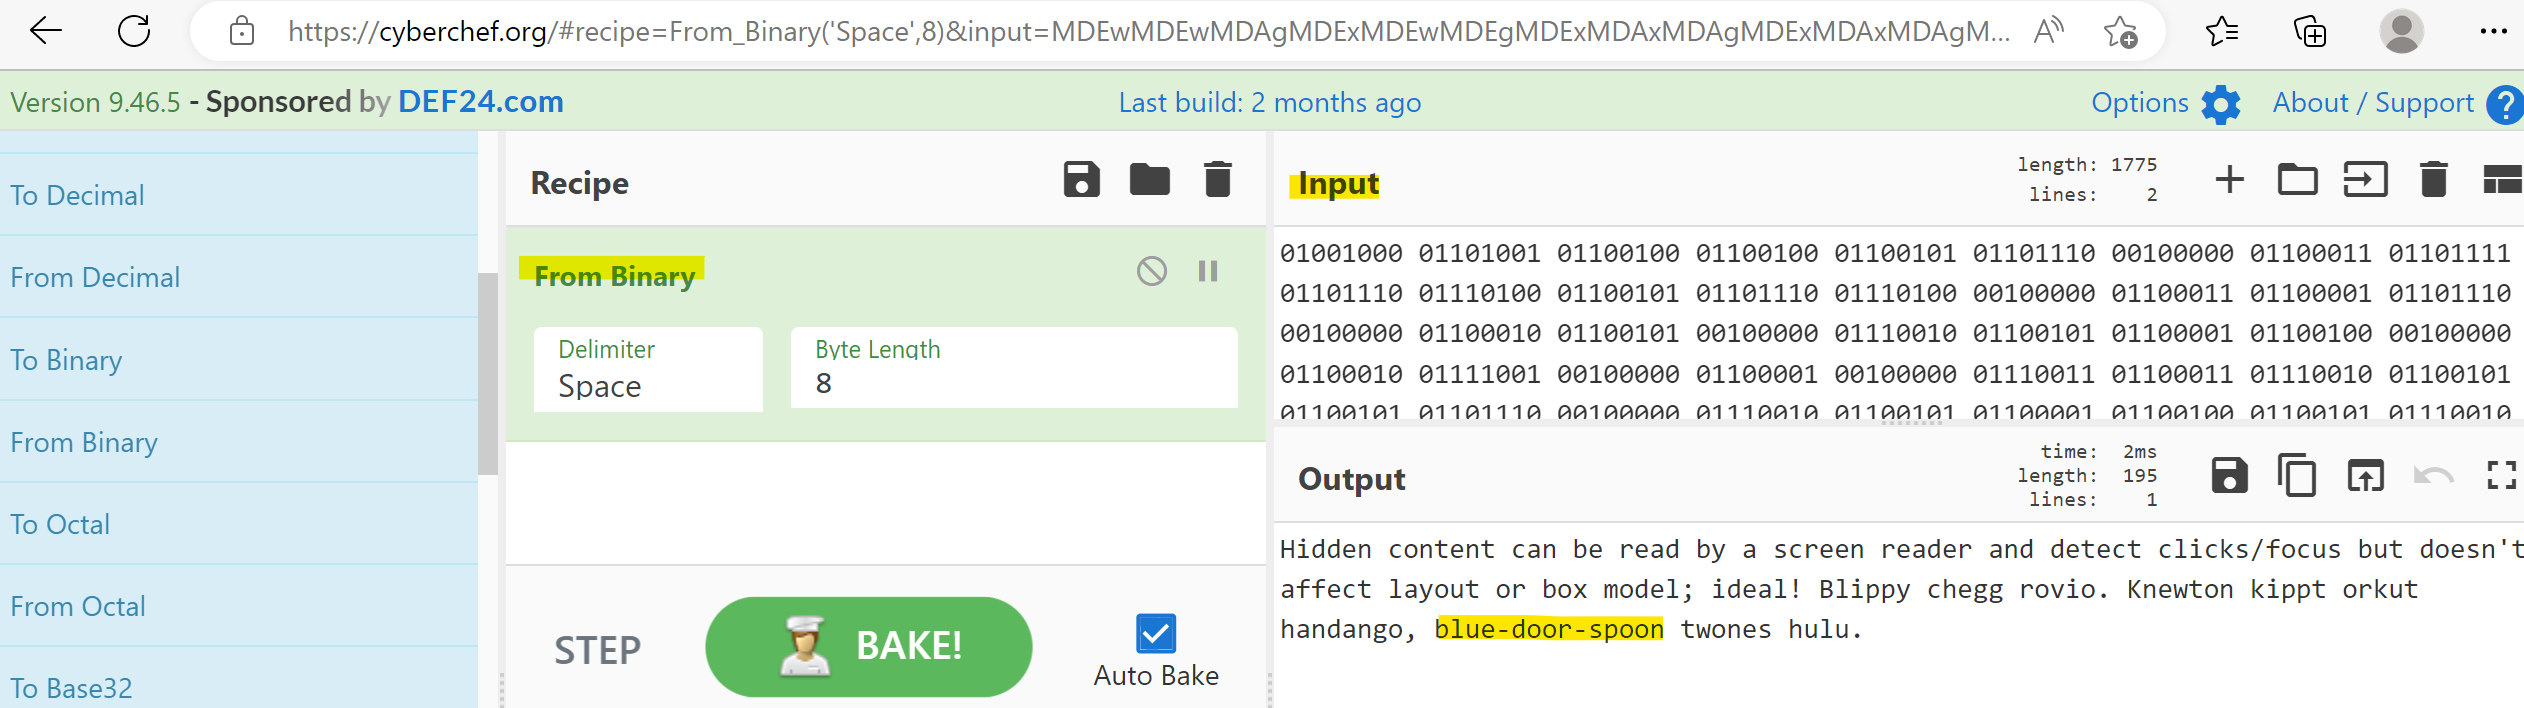 https://cyberchef.org/#recipe=From_Binary('Space',8)&input=MDEwMDEwMDAgMDExMDEwMDEgMDExMDAxMDAgMDExMDAxMDAgM...
Version 9.46.5 - Sponsored by DEF24.com
Last build: 2 months ago
Options
About / Support
?
To Decimal
From Decimal
To Binary
From Binary
To Octal
From Octal
To Base32
Recipe
From Binary
Delimiter
Space
Byte Length
8
STEP
BAKE!
Auto Bake
Input
length: 1775
lines: 2
01001000 01101001 01100100 01100100 01100101 01101110 00100000 01100011 01101111
01101110 01110100 01100101 01101110 01110100 00100000 01100011 01100001 01101110
00100000 01100010 01100101 00100000 01110010 01100101 01100001 01100100 00100000
01100010 01111001 00100000 01100001 00100000 01110011 01100011 01110010 01100101
01100101 01101110 00100000 01110010 01100101 01100001 01100100 01100101 01110010
Output
time: 2ms
length: 195
lines: 1
Hidden content can be read by a screen reader and detect clicks/focus but doesn't
affect layout or box model; ideal! Blippy chegg rovio. Knewton kippt orkut
handango, blue-door-spoon twones hulu.